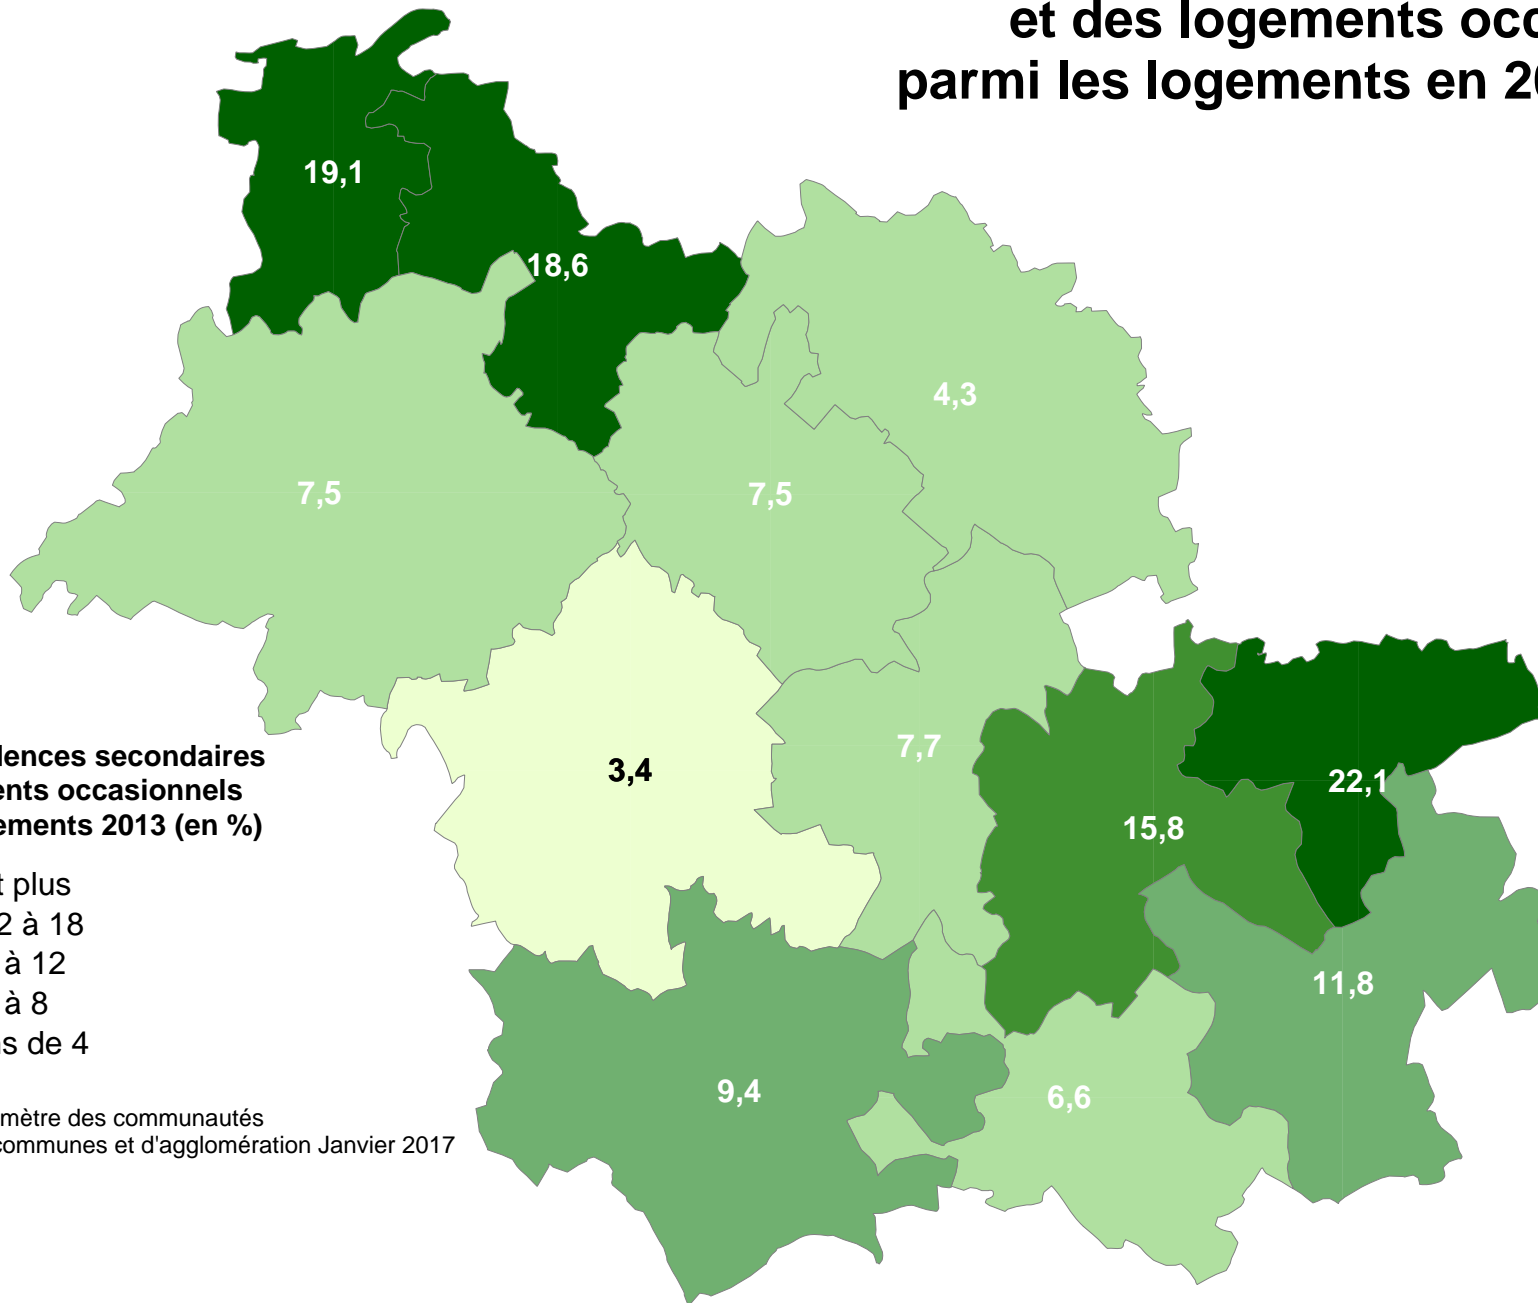 et des logements occ
parmi les logements en 20
19,1
18,6
4,3
7,5
7,5
3,4
7,7
22,1
15,8
11,8
9,4
6,6
lences secondaires
ents occasionnels
ements 2013 (en %)
t plus
2 à 18
à 12
à 8
s de 4
mètre des communautés
communes et d'agglomération Janvier 2017